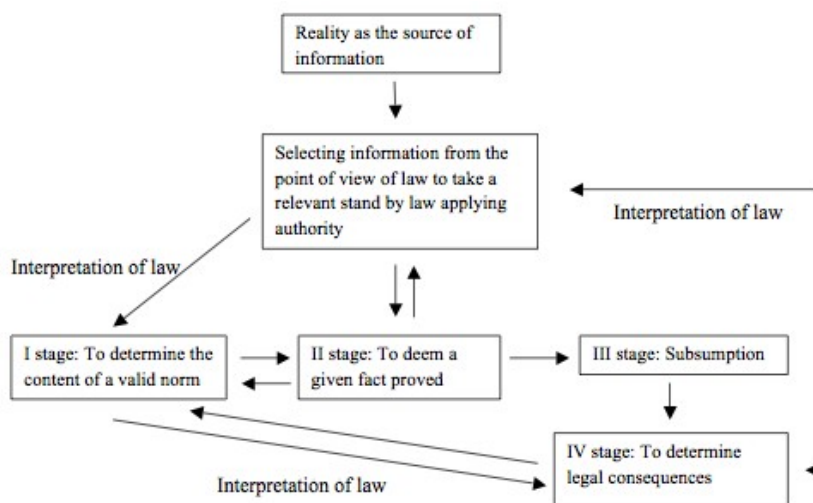 Reality as the source of
information
Selecting information from the
point of view of law to take a
relevant stand by law applying
authority
Interpretation of law
Interpretation of law
I stage: To determine the
content of a valid norm
II stage: To deem a
given fact proved
III stage: Subsumption
IV stage: To determine
legal consequences
Interpretation of law